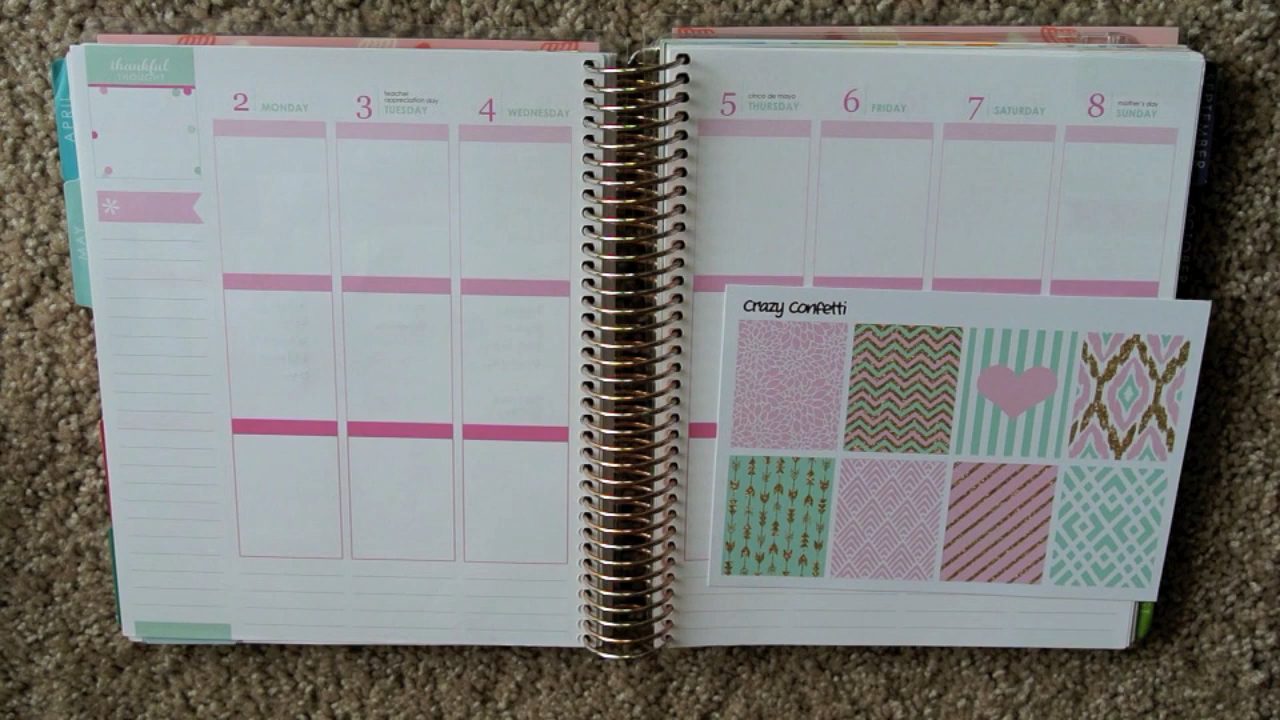 thankful
THOUGHT
APRIL
MAY
2 MONDAY
3 teacher
appreciation day
TUESDAY
4 WEDNESDAY
5 cinco de mayo
THURSDAY
6 FRIDAY
7 SATURDAY
8 mother's day
SUNDAY
Crazy Confetti